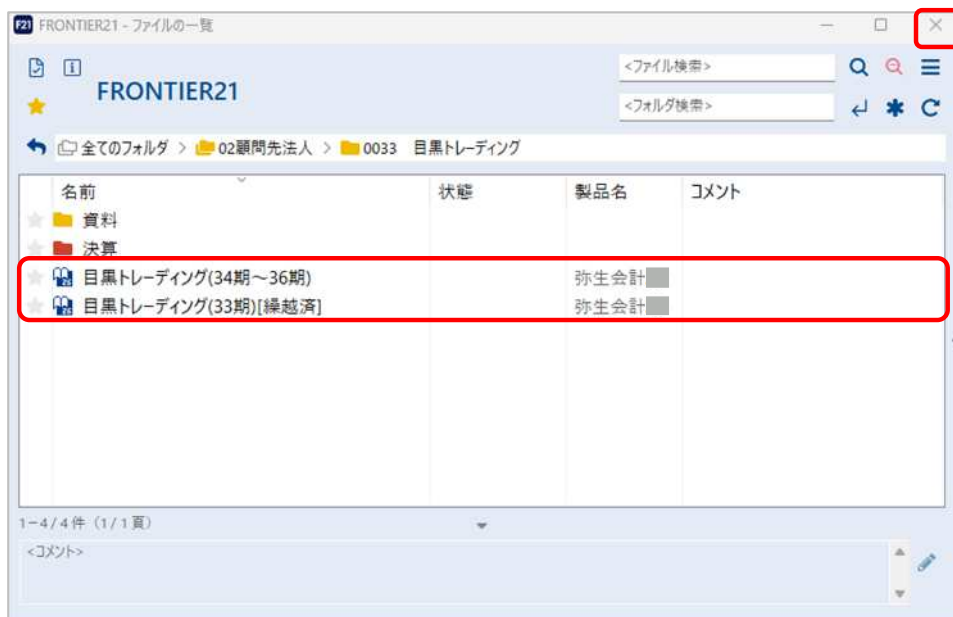 F21 FRONTIER21 - ファイルの一覧
<ファイル検索>
FRONTIER21
<フォルダ検索>
全てのフォルダ > 02顧問先法人 > 0033 目黒トレーディング
名前 状態 製品名 コメント
資料
決算
目黒トレーディング(34期～36期) 弥生会計
目黒トレーディング(33期)[繰越済] 弥生会計
1-4/4件 (1/1頁)
<コメント>